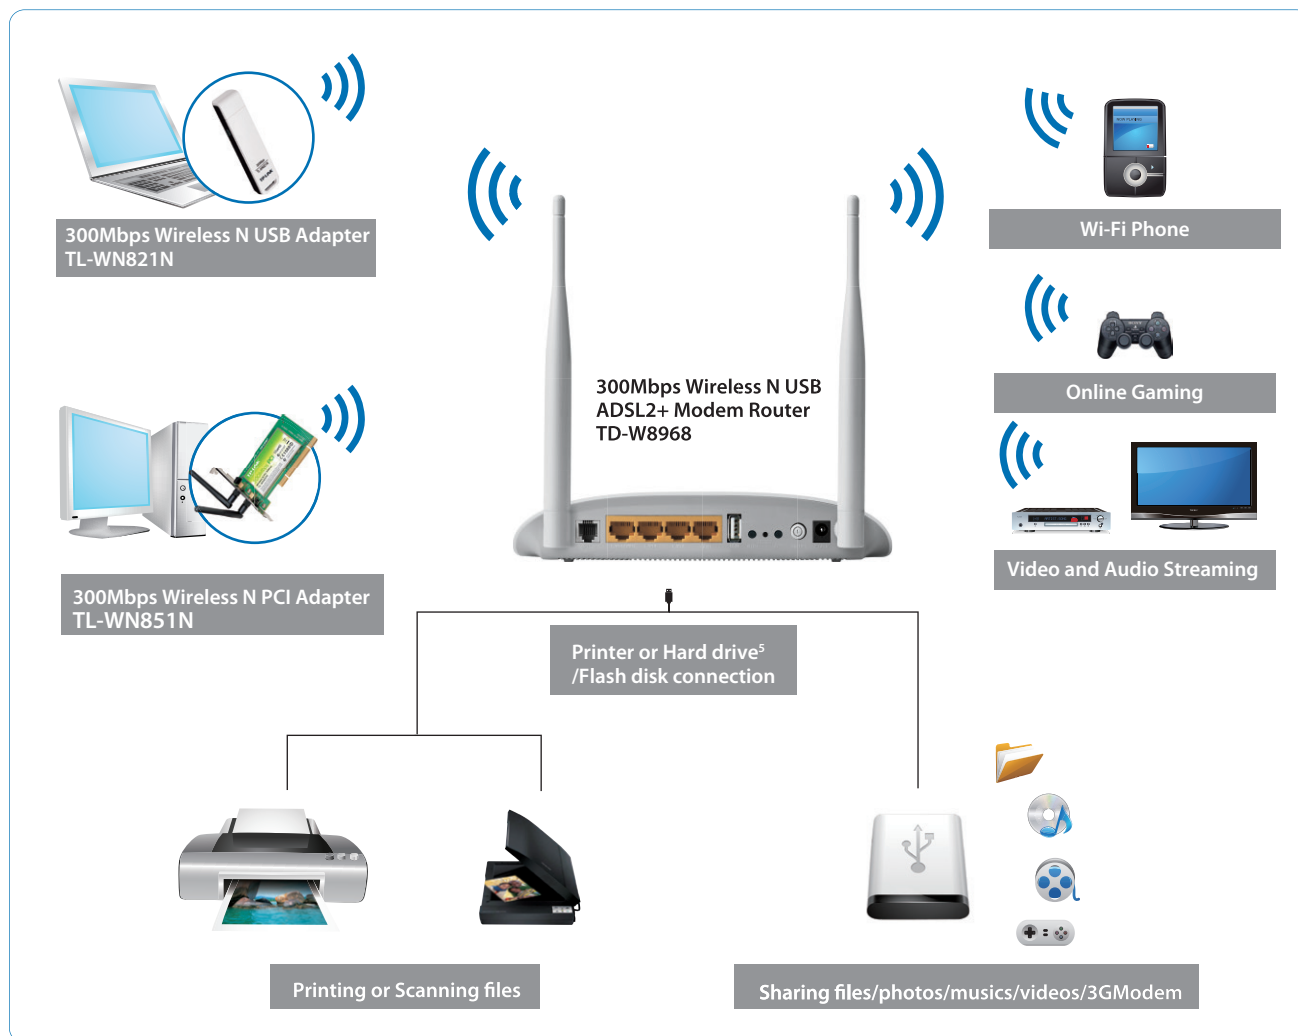 300Mbps Wireless N USB Adapter
TL-WN821N
Wi-Fi Phone
300Mbps Wireless N USB
ADSL2+ Modem Router
TD-W8968
Online Gaming
300Mbps Wireless N PCI Adapter
TL-WN851N
Video and Audio Streaming
Printer or Hard drive⁵
/Flash disk connection
Printing or Scanning files
Sharing files/photos/musics/videos/3GModem